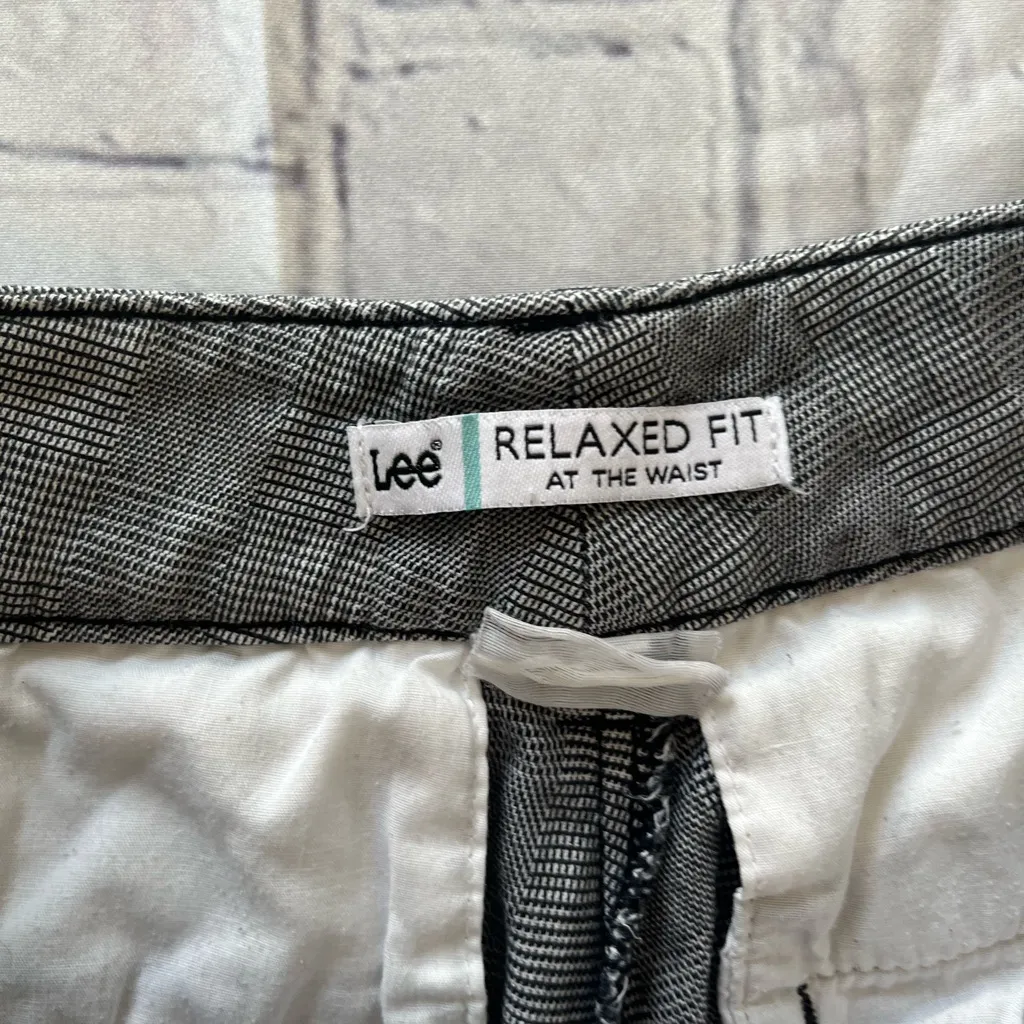 Lee®
RELAXED FIT
AT THE WAIST